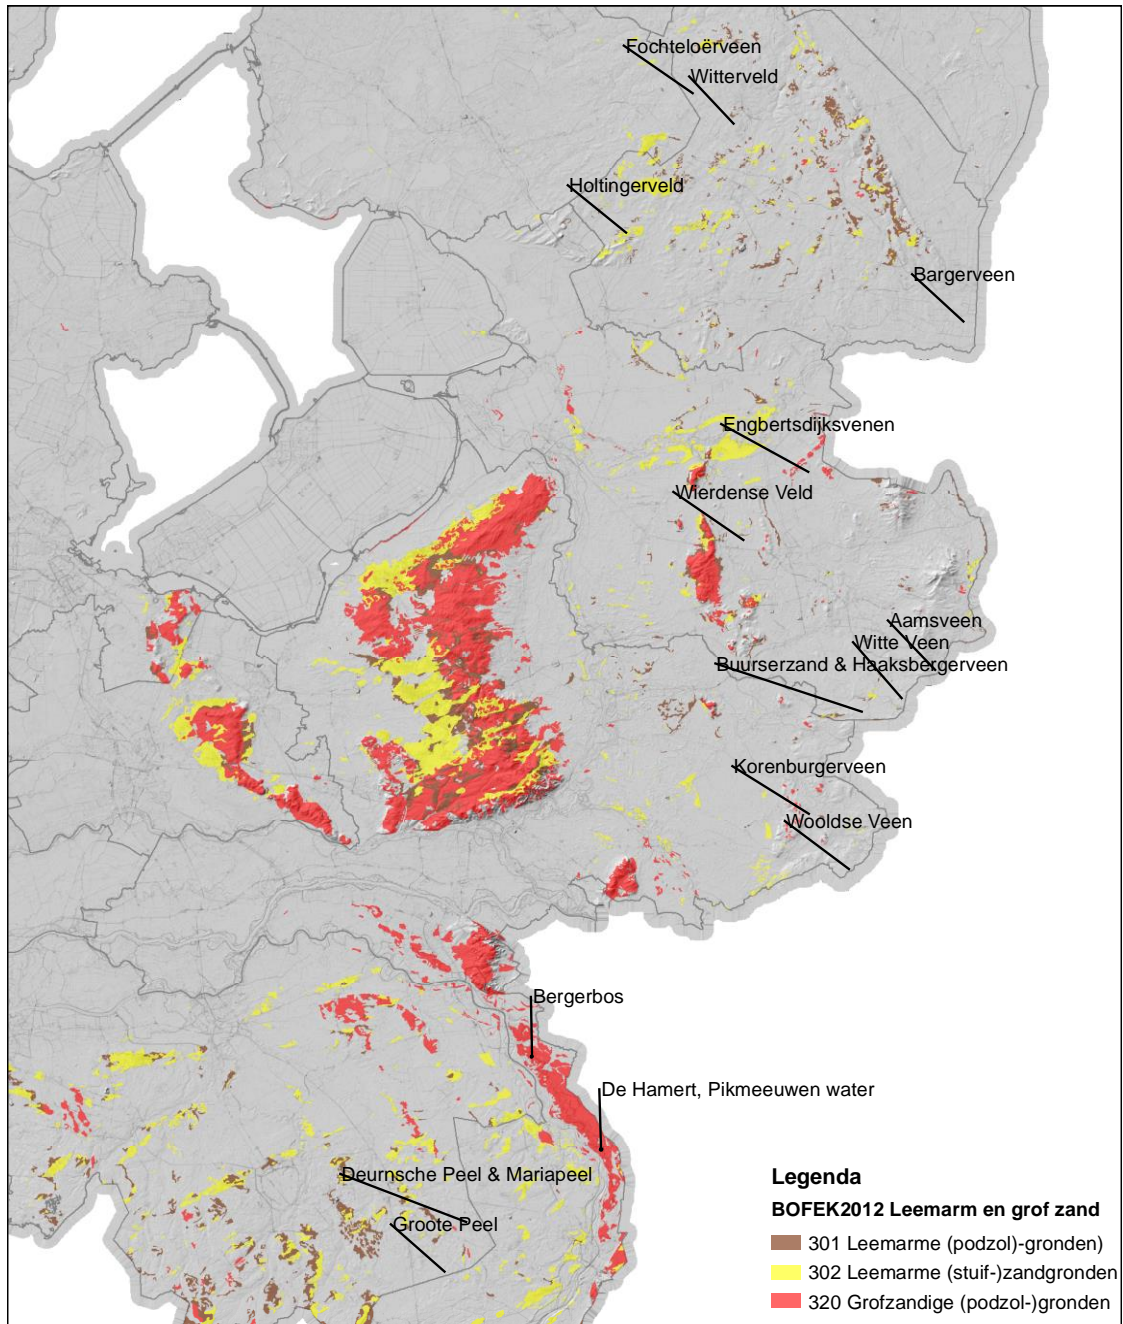 Fochteloërveen
Witterveld
Holtingerveld
Bargerveen
Engbertsdijksvenen
Wierdense Veld
Aamsveen
Witte Veen
Buurserzand & Haaksbergerveen
Korenburgerveen
Wooldse Veen
Bergerbos
De Hamert, Pikmeeuwen water
Deurnsche Peel & Mariapeel
Groote Peel
Legenda
BOFEK2012 Leemarm en grof zand
301 Leemarme (podzol)-gronden)
302 Leemarme (stuif-)zandgronden
320 Grofzandige (podzol-)gronden